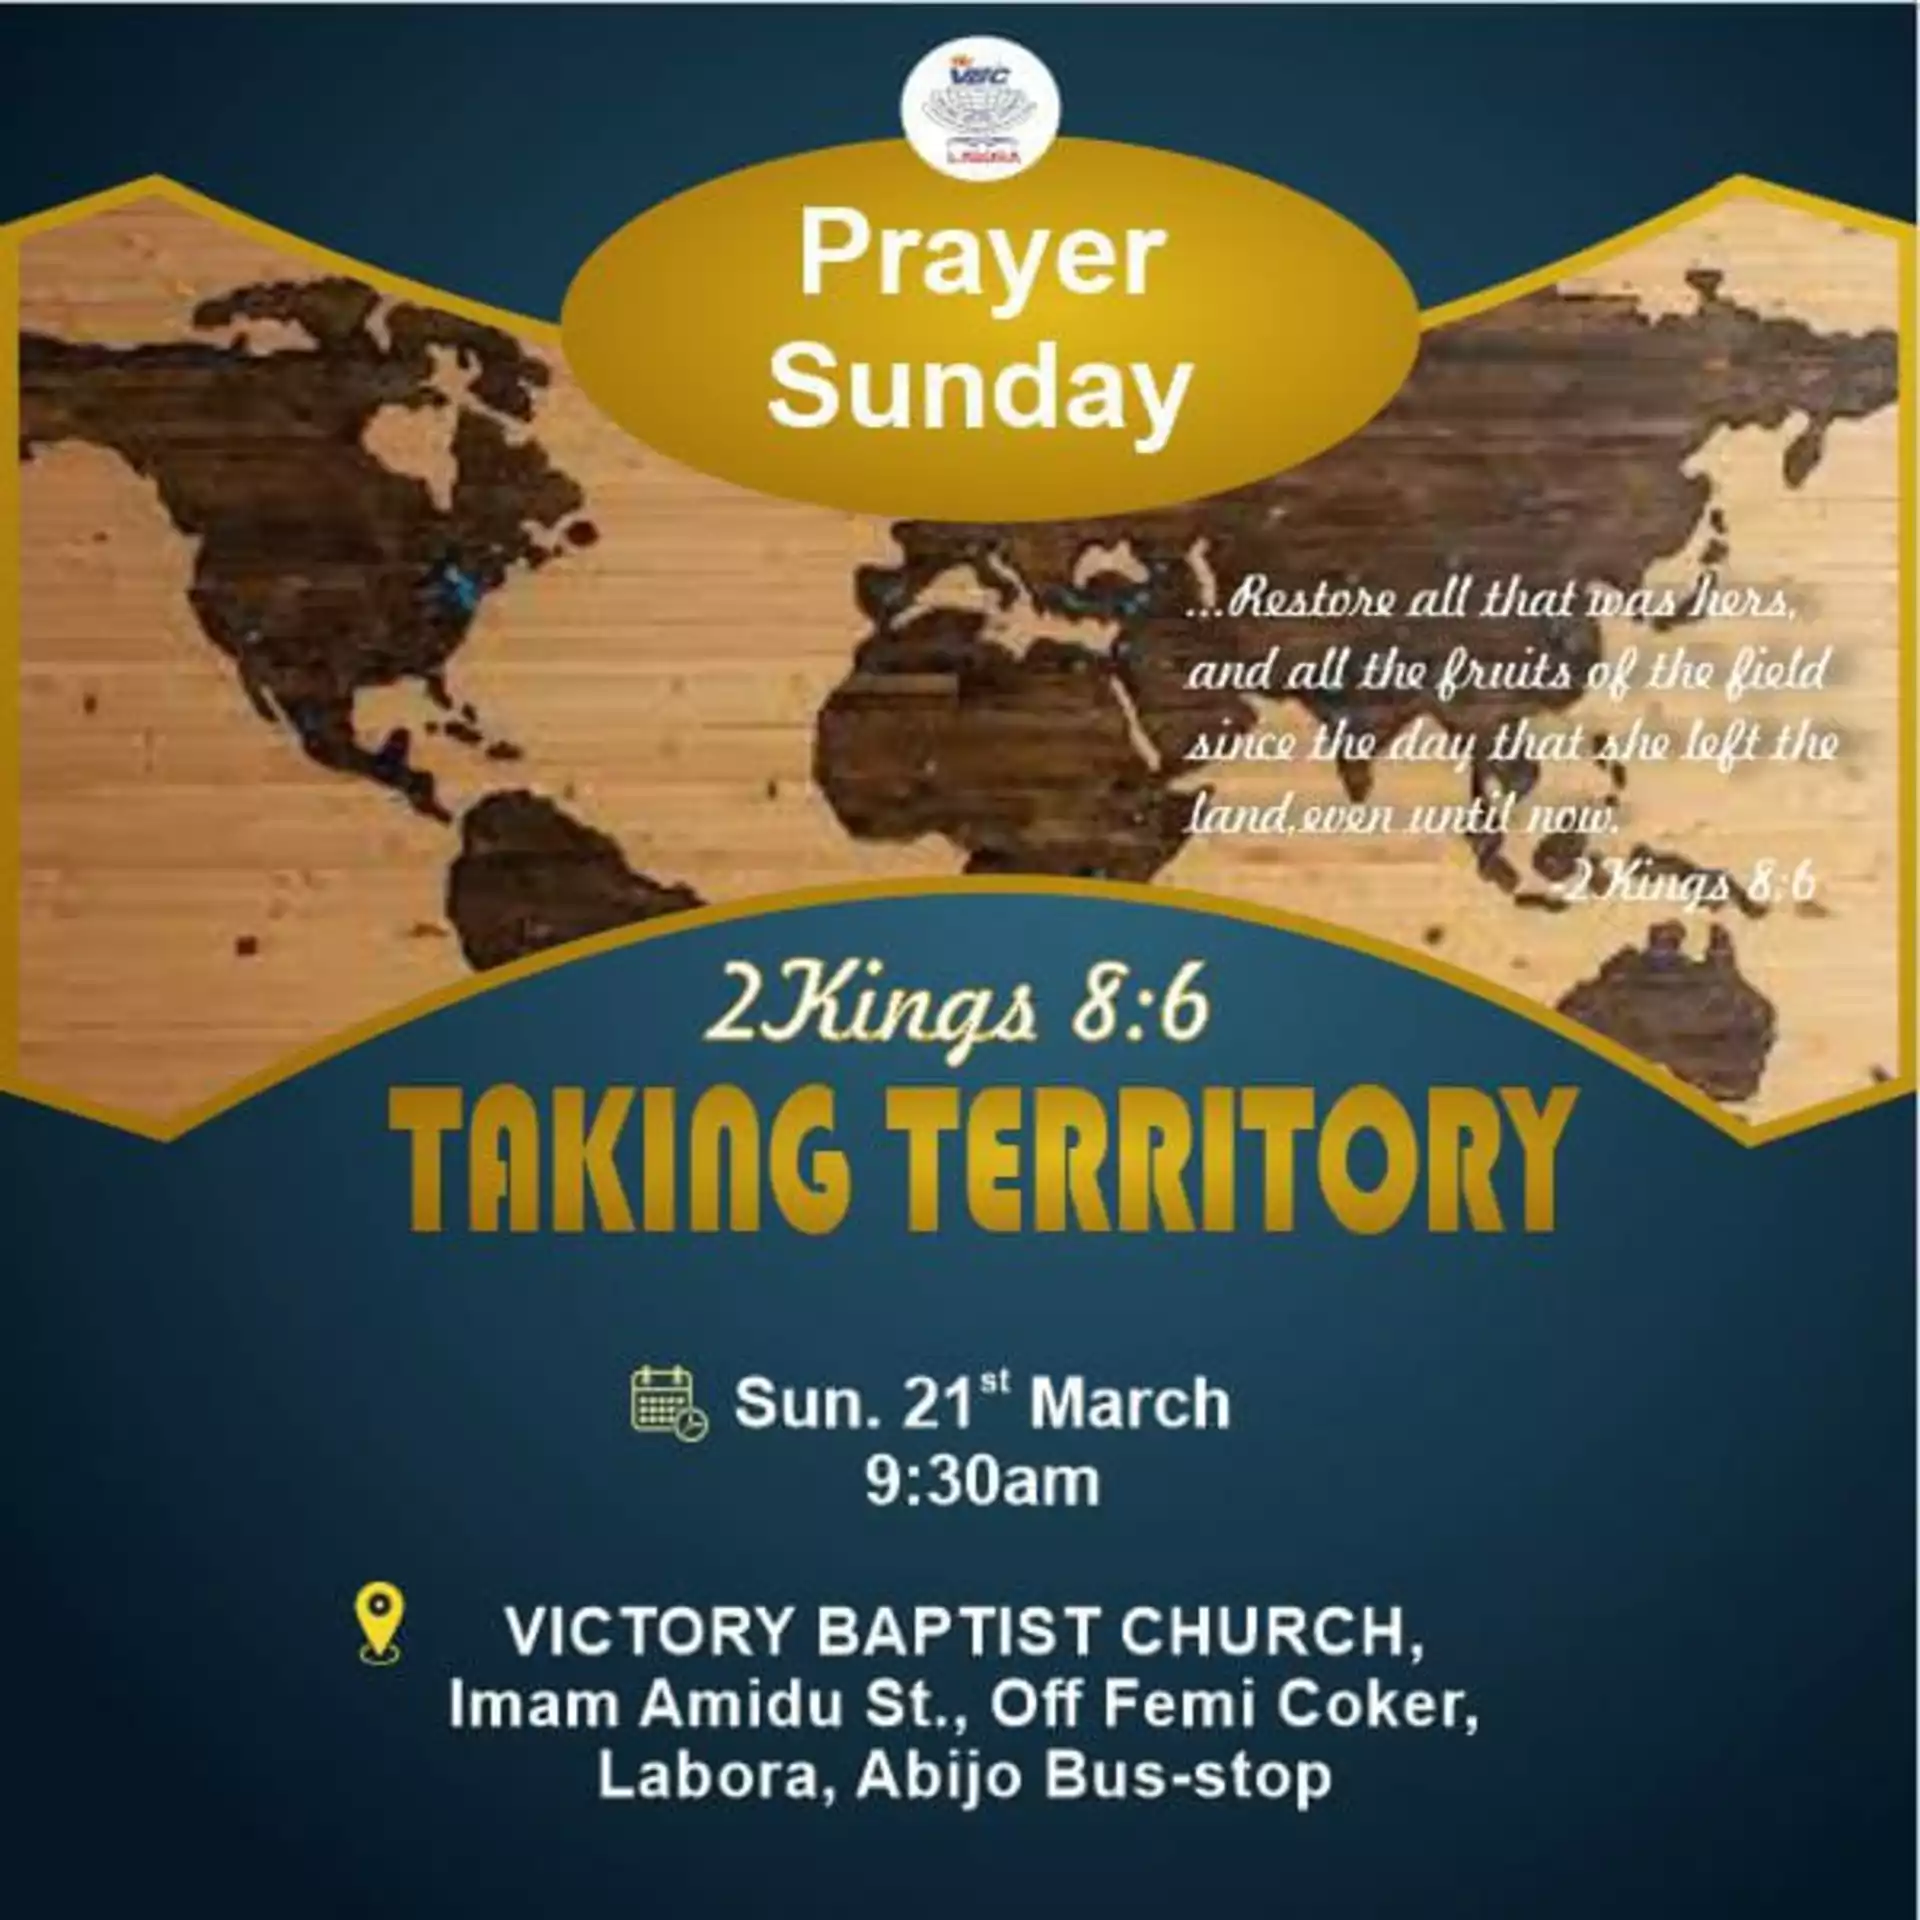 VBC
LABORA
Prayer
Sunday
...Restore all that was hers,
and all the fruits of the field
since the day that she left the
land,even until now.
-2Kings 8:6
2Kings 8:6
TAKING TERRITORY
Sun. 21st March
9:30am
VICTORY BAPTIST CHURCH,
Imam Amidu St., Off Femi Coker,
Labora, Abijo Bus-stop